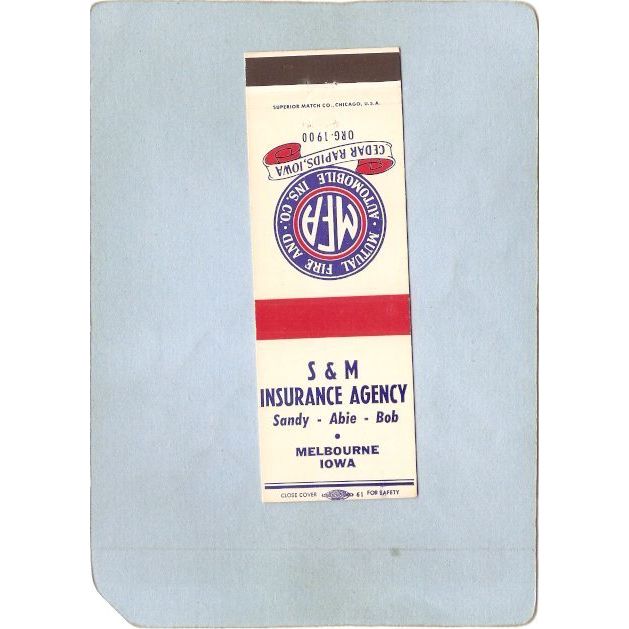 SUPERIOR MATCH CO., CHICAGO, U.S.A.
MUTUAL FIRE AND AUTOMOBILE INS. CO.
MFA
CEDAR RAPIDS, IOWA
ORG. 1900
S & M
INSURANCE AGENCY
Sandy - Abie - Bob
MELBOURNE
IOWA
CLOSE COVER 61 FOR SAFETY